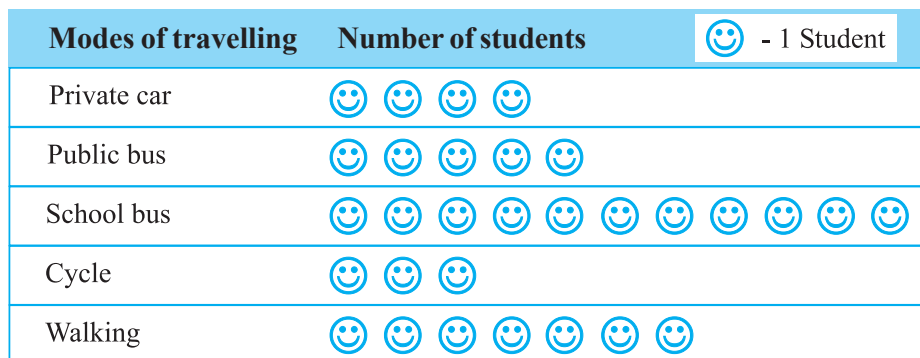 Modes of travelling Number of students - 1 Student
Private car
Public bus
School bus
Cycle
Walking